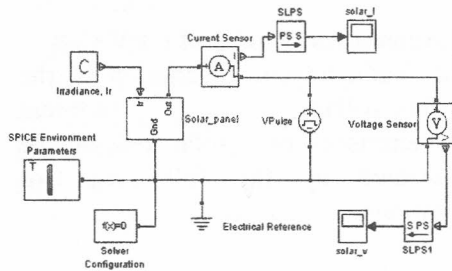 SLPS
solar_I
Current Sensor
PS S
I
A
C
Irradiance, Ir
Ir
Out
Gnd
Solar_panel
VPulse
Voltage Sensor
V
SPICE Environment
Parameters
T
f(x)=0
Solver
Configuration
Electrical Reference
solar_v
S PS
SLPS1